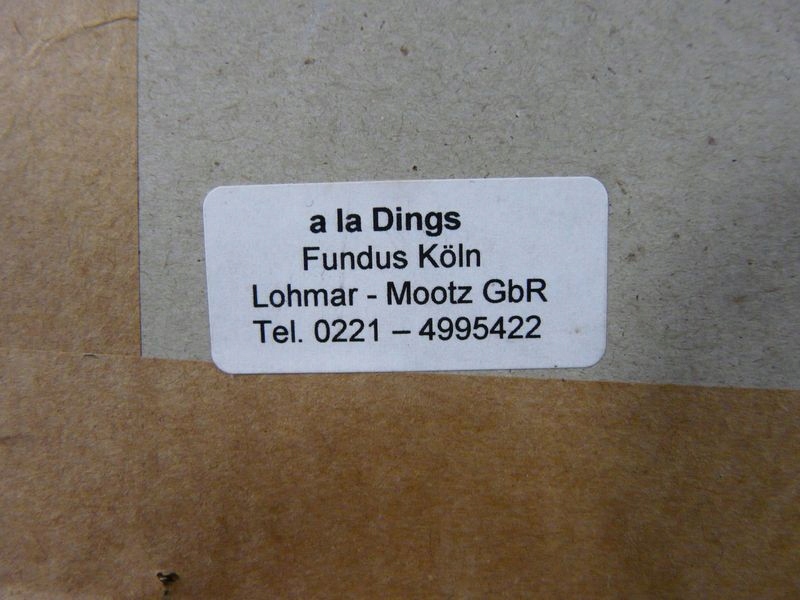 a la Dings
Fundus Köln
Lohmar - Mootz GbR
Tel. 0221 – 4995422